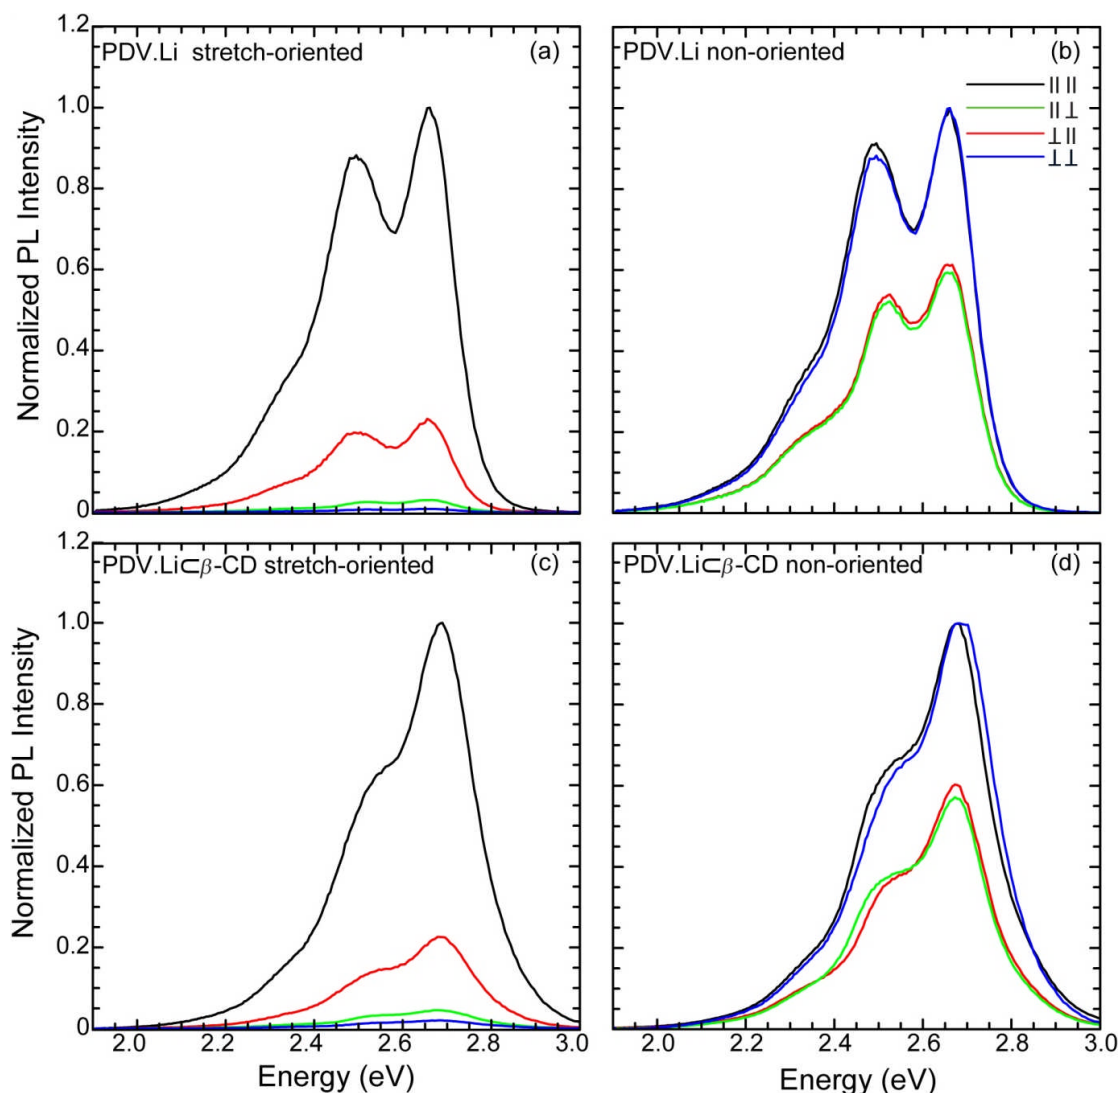 PDV.Li stretch-oriented (a)
PDV.Li non-oriented (b)
|| ||
|| ⊥
⊥ ||
⊥ ⊥
Normalized PL Intensity
1.2
1.0
0.8
0.6
0.4
0.2
0
PDV.Li⊂β-CD stretch-oriented (c)
PDV.Li⊂β-CD non-oriented (d)
Normalized PL Intensity
1.2
1.0
0.8
0.6
0.4
0.2
0
2.0 2.2 2.4 2.6 2.8 3.0
2.0 2.2 2.4 2.6 2.8 3.0
Energy (eV)
Energy (eV)